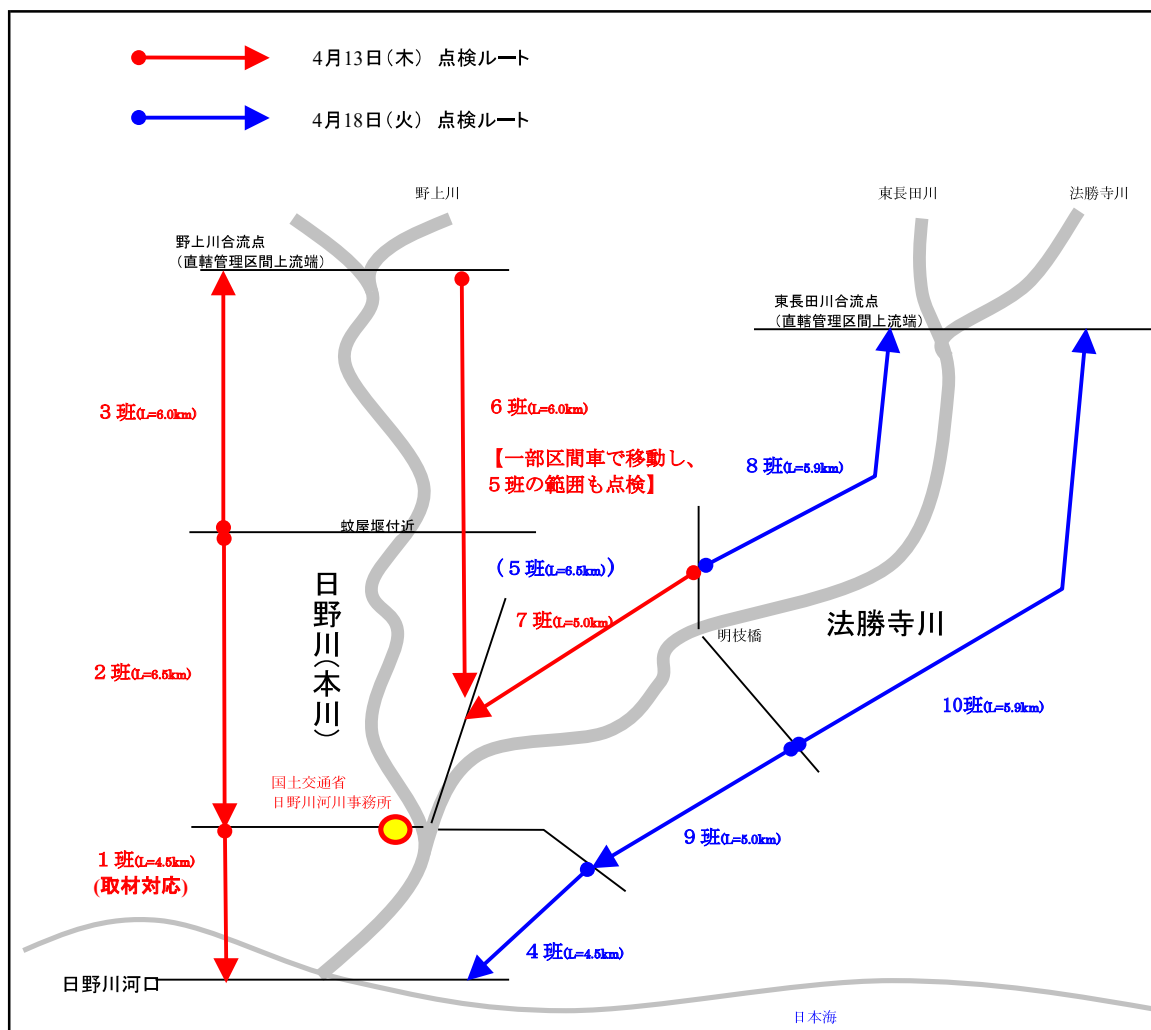 4月13日（木） 点検ルート
4月18日（火） 点検ルート
野上川
東長田川
法勝寺川
野上川合流点
（直轄管理区間上流端）
東長田川合流点
（直轄管理区間上流端）
３班(L=6.0km)
６班(L=6.0km)
【一部区間車で移動し、
５班の範囲も点検】
８班(L=5.9km)
蚊屋堰付近
（５班(L=6.5km)）
日野川（本川）
７班(L=5.0km)
明枝橋
法勝寺川
２班(L=6.5km)
10班(L=5.9km)
国土交通省
日野川河川事務所
９班(L=5.0km)
１班(L=4.5km)
(取材対応)
４班(L=4.5km)
日野川河口
日本海